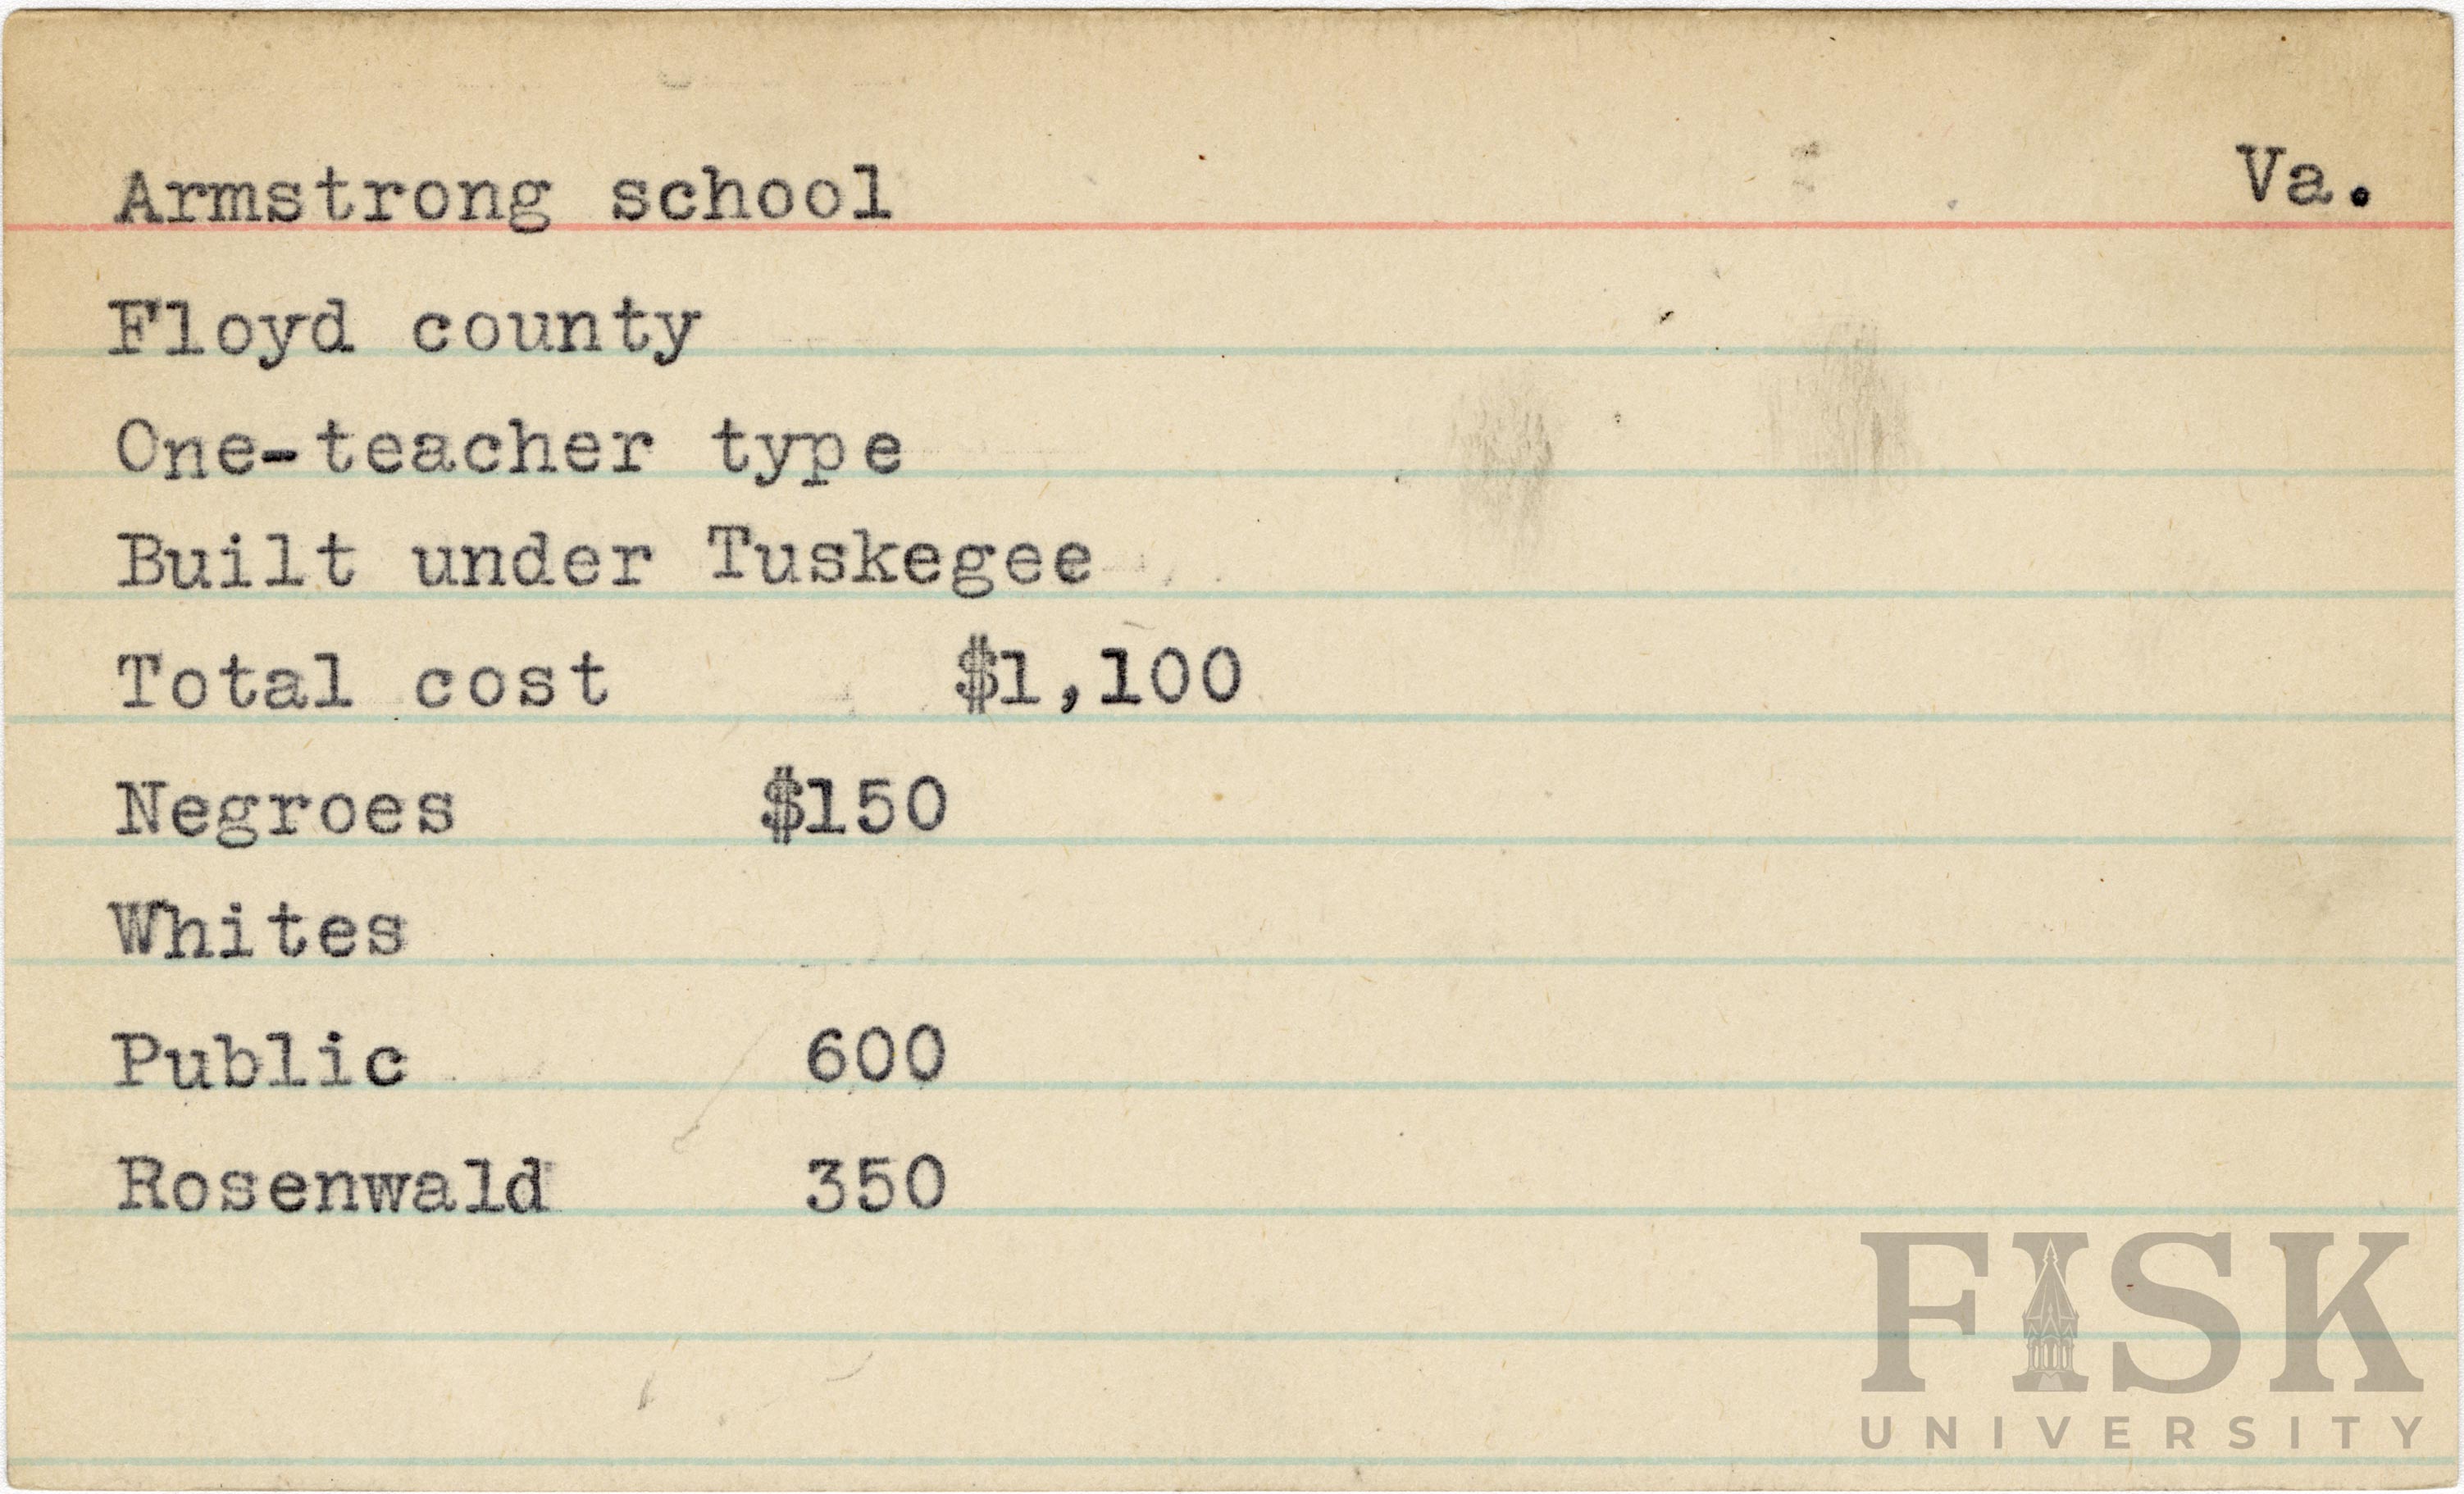 Armstrong school Va.
Floyd county
One-teacher type
Built under Tuskegee
Total cost $1,100
Negroes $150
Whites
Public 600
Rosenwald 350
FISK
UNIVERSITY